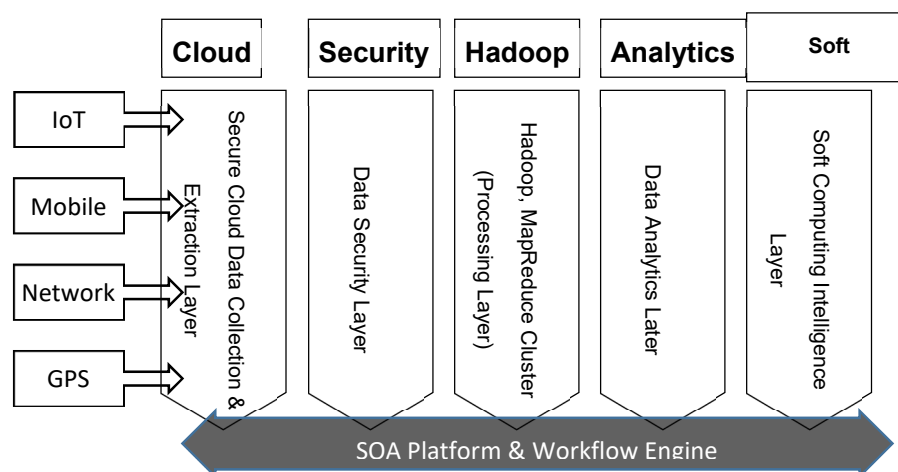 Cloud
Security
Hadoop
Analytics
Soft
IoT
Mobile
Network
GPS
Secure Cloud Data Collection &
Extraction Layer
Data Security Layer
Hadoop, MapReduce Cluster
(Processing Layer)
Data Analytics Later
Soft Computing Intelligence
Layer
SOA Platform & Workflow Engine